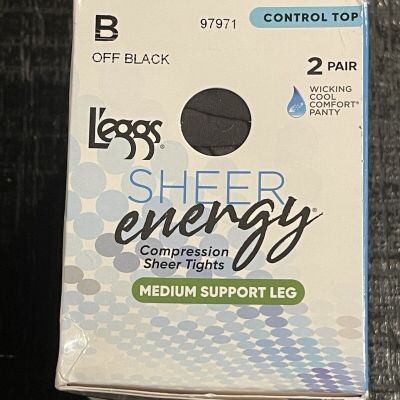 CONTROL TOP
B
97971
OFF BLACK
2 PAIR
WICKING
COOL
COMFORT®
PANTY
L'eggs®
SHEER
energy®
Compression
Sheer Tights
MEDIUM SUPPORT LEG